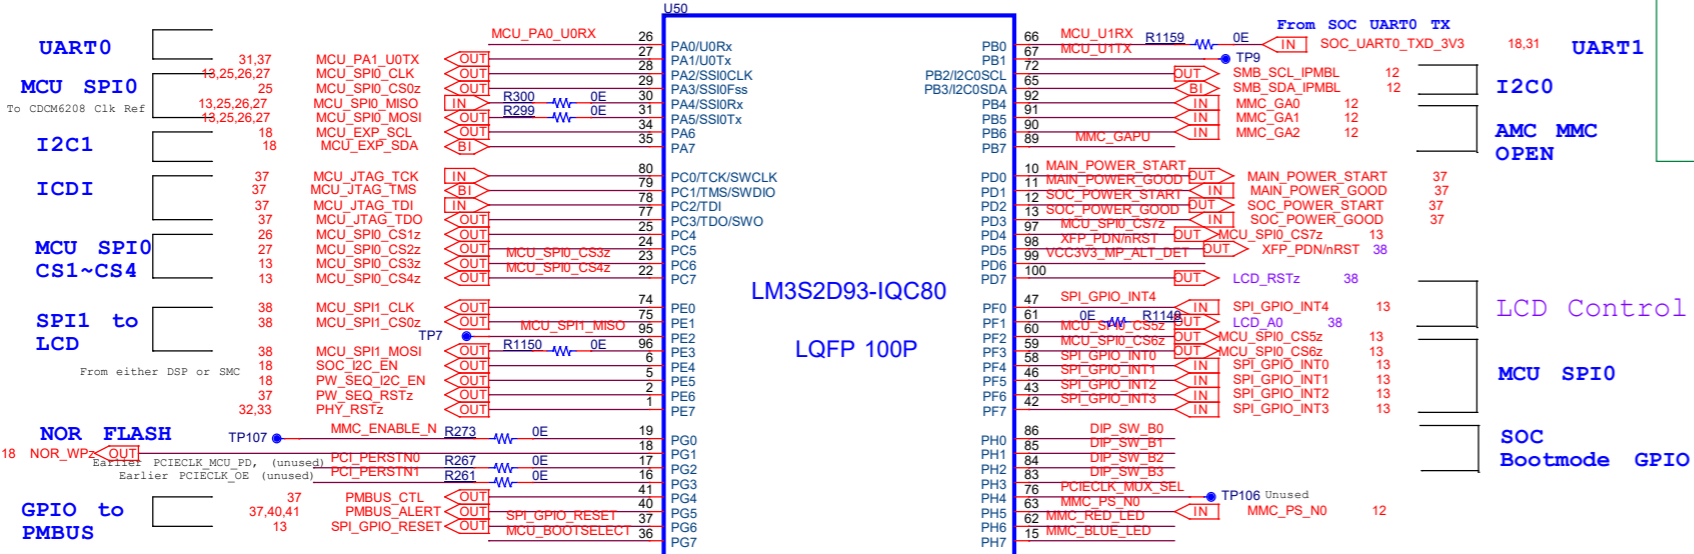 U50
UART0
MCU_PA0_U0RX 26 PA0/U0Rx
31,37 MCU_PA1_U0TX OUT 27 PA1/U0Tx
MCU SPI0
To CDCM6208 Clk Ref
13,25,26,27 MCU_SPI0_CLK OUT 28 PA2/SSI0CLK
25 MCU_SPI0_CS0z OUT 29 PA3/SSI0Fss
13,25,26,27 MCU_SPI0_MISO IN R300 0E 30 PA4/SSI0Rx
13,25,26,27 MCU_SPI0_MOSI OUT R299 0E 31 PA5/SSI0Tx
I2C1
18 MCU_EXP_SCL OUT 34 PA6
18 MCU_EXP_SDA BI 35 PA7
ICDI
37 MCU_JTAG_TCK IN 80 PC0/TCK/SWCLK
37 MCU_JTAG_TMS BI 79 PC1/TMS/SWDIO
37 MCU_JTAG_TDI IN 78 PC2/TDI
37 MCU_JTAG_TDO OUT 77 PC3/TDO/SWO
MCU SPI0
CS1~CS4
26 MCU_SPI0_CS1z OUT 25 PC4
27 MCU_SPI0_CS2z OUT 24 PC5
13 MCU_SPI0_CS3z OUT MCU_SPI0_CS3z 23 PC6
13 MCU_SPI0_CS4z OUT MCU_SPI0_CS4z 22 PC7
SPI1 to
LCD
38 MCU_SPI1_CLK OUT 74 PE0
38 MCU_SPI1_CS0z OUT 75 PE1
TP7 MCU_SPI1_MISO 95 PE2
38 MCU_SPI1_MOSI OUT R1150 0E 96 PE3
From either DSP or SMC
18 SOC_I2C_EN OUT 6 PE4
18 PW_SEQ_I2C_EN OUT 5 PE5
37 PW_SEQ_RSTz OUT 2 PE6
32,33 PHY_RSTz OUT 1 PE7
NOR FLASH
TP107 MMC_ENABLE_N R273 0E 19 PG0
18 NOR_WPz OUT 18 PG1
Earlier PCIECLK_MCU_PD, (unused) PCI_PERSTN0 R267 0E 17 PG2
Earlier PCIECLK_OE (unused) PCI_PERSTN1 R261 0E 16 PG3
GPIO to
PMBUS
37 PMBUS_CTL OUT 41 PG4
37,40,41 PMBUS_ALERT OUT 40 PG5
13 SPI_GPIO_RESET OUT SPI_GPIO_RESET 37 PG6
MCU_BOOTSELECT 36 PG7
LM3S2D93-IQC80
LQFP 100P
From SOC UART0 TX
PB0 66 MCU_U1RX R1159 0E IN SOC_UART0_TXD_3V3 18,31
PB1 67 MCU_U1TX TP9
UART1
PB2/I2C0SCL 72 OUT SMB_SCL_IPMBL 12
PB3/I2C0SDA 65 BI SMB_SDA_IPMBL 12
I2C0
PB4 92 IN MMC_GA0 12
PB5 91 IN MMC_GA1 12
PB6 90 IN MMC_GA2 12
PB7 89 MMC_GAPU
AMC MMC
OPEN
PD0 10 MAIN_POWER_START OUT MAIN_POWER_START 37
PD1 11 MAIN_POWER_GOOD IN MAIN_POWER_GOOD 37
PD2 12 SOC_POWER_START OUT SOC_POWER_START 37
PD3 13 SOC_POWER_GOOD IN SOC_POWER_GOOD 37
PD4 97 MCU_SPI0_CS7z OUT MCU_SPI0_CS7z 13
PD5 98 XFP_PDN/nRST OUT XFP_PDN/nRST 38
PD6 99 VCC3V3_MP_ALT_DET
PD7 100 OUT LCD_RSTz 38
LCD Control
PF0 47 SPI_GPIO_INT4 IN SPI_GPIO_INT4 13
PF1 61 0E R1149 OUT LCD_A0 38
PF2 60 MCU_SPI0_CS5z OUT MCU_SPI0_CS5z 13
PF3 59 MCU_SPI0_CS6z OUT MCU_SPI0_CS6z 13
PF4 58 SPI_GPIO_INT0 IN SPI_GPIO_INT0 13
PF5 46 SPI_GPIO_INT1 IN SPI_GPIO_INT1 13
PF6 43 SPI_GPIO_INT2 IN SPI_GPIO_INT2 13
PF7 42 SPI_GPIO_INT3 IN SPI_GPIO_INT3 13
MCU SPI0
PH0 86 DIP_SW_B0
PH1 85 DIP_SW_B1
PH2 84 DIP_SW_B2
PH3 83 DIP_SW_B3
SOC
Bootmode GPIO
PH4 76 PCIECLK_MUX_SEL TP106 Unused
PH5 63 MMC_PS_N0 IN MMC_PS_N0 12
PH6 62 MMC_RED_LED
PH7 15 MMC_BLUE_LED